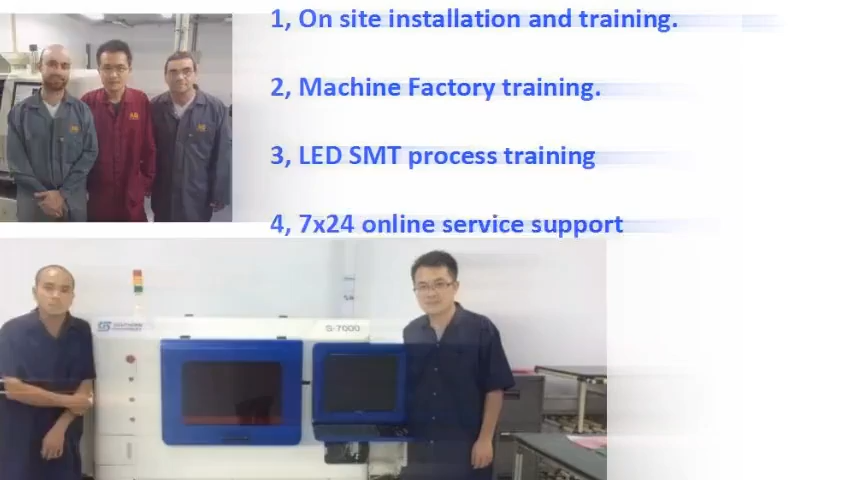 1, On site installation and training.
2, Machine Factory training.
3, LED SMT process training
4, 7x24 online service support
S-7000